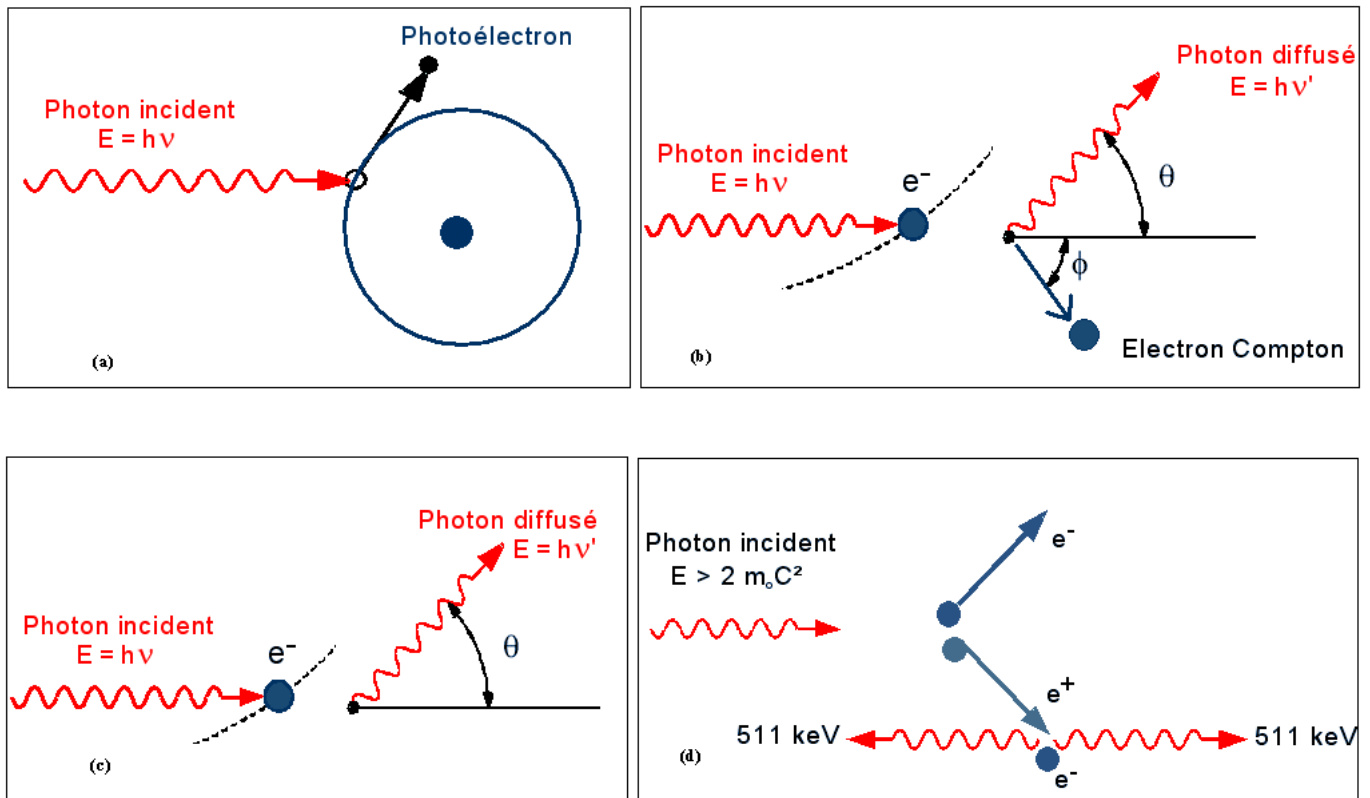 Photoélectron
Photon incident
E = hν
(a)
Photon diffusé
E = hν'
Photon incident
E = hν
e⁻
θ
ϕ
Electron Compton
(b)
Photon diffusé
E = hν'
Photon incident
E = hν
e⁻
θ
(c)
Photon incident
E > 2 m₀C²
e⁻
e⁺
511 keV
511 keV
e⁻
(d)